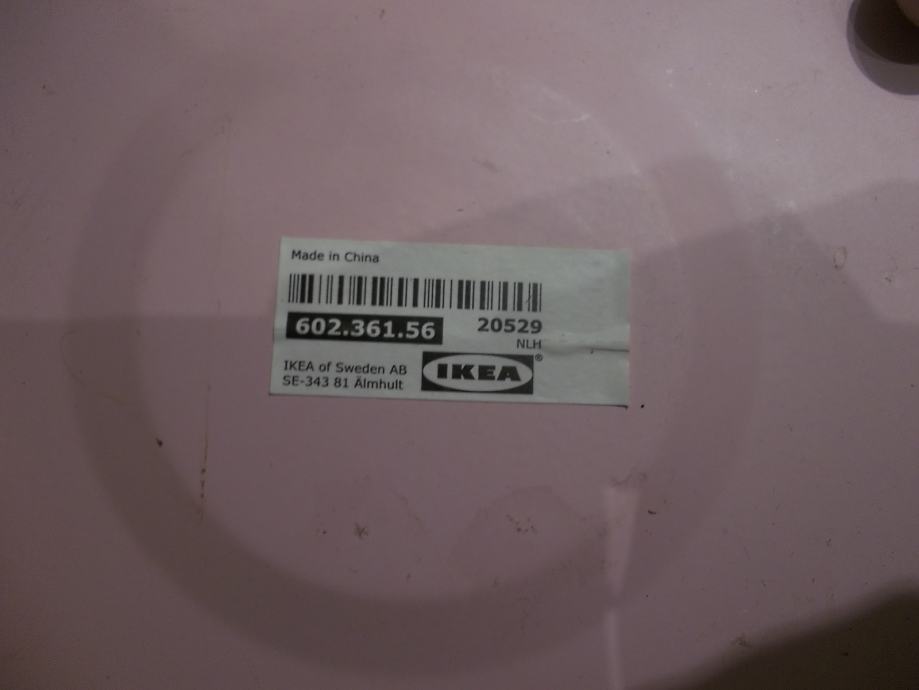 Made in China
602.361.56 20529
NLH
IKEA of Sweden AB
SE-343 81 Älmhult
IKEA®